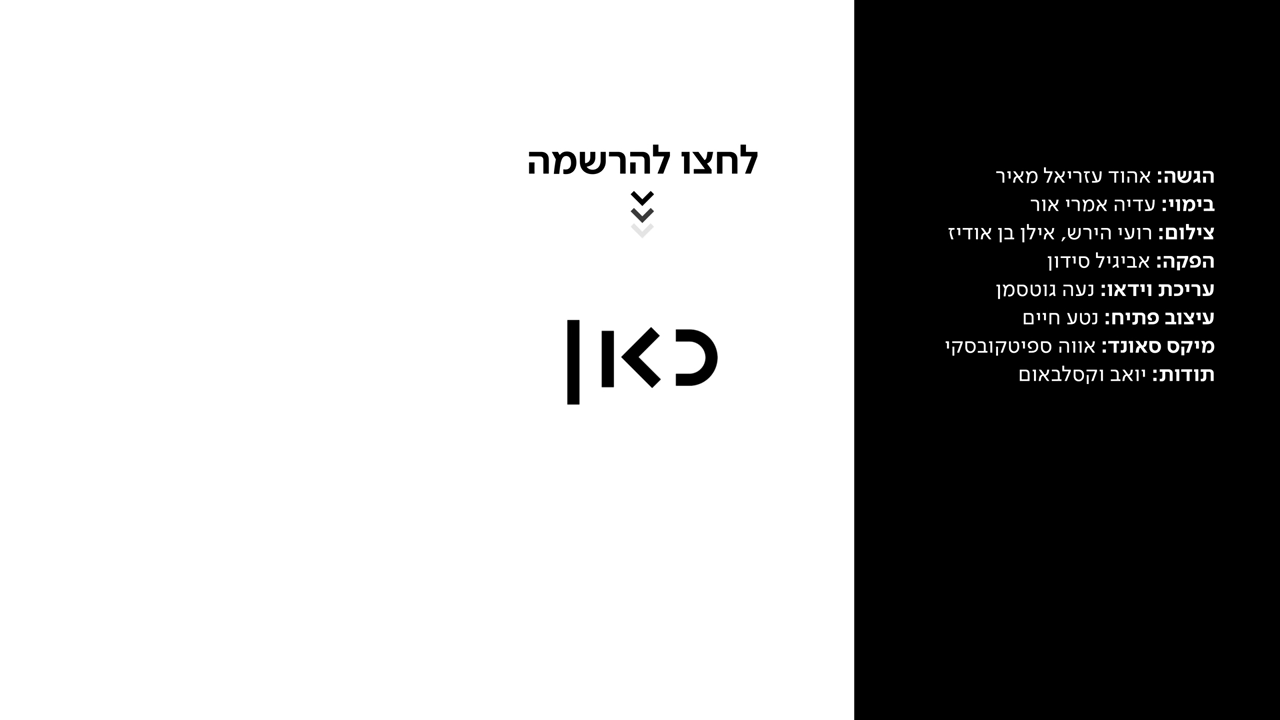 לחצו להרשמה
כאן
הגשה: אהוד עזריאל מאיר
בימוי: עדיה אמרי אור
צילום: רועי הירש, אילן בן אודיז
הפקה: אביגיל סידון
עריכת וידאו: נעה גוטסמן
עיצוב פתיח: נטע חיים
מיקס סאונד: אווה ספיטקובסקי
תודות: יואב וקסלבאום